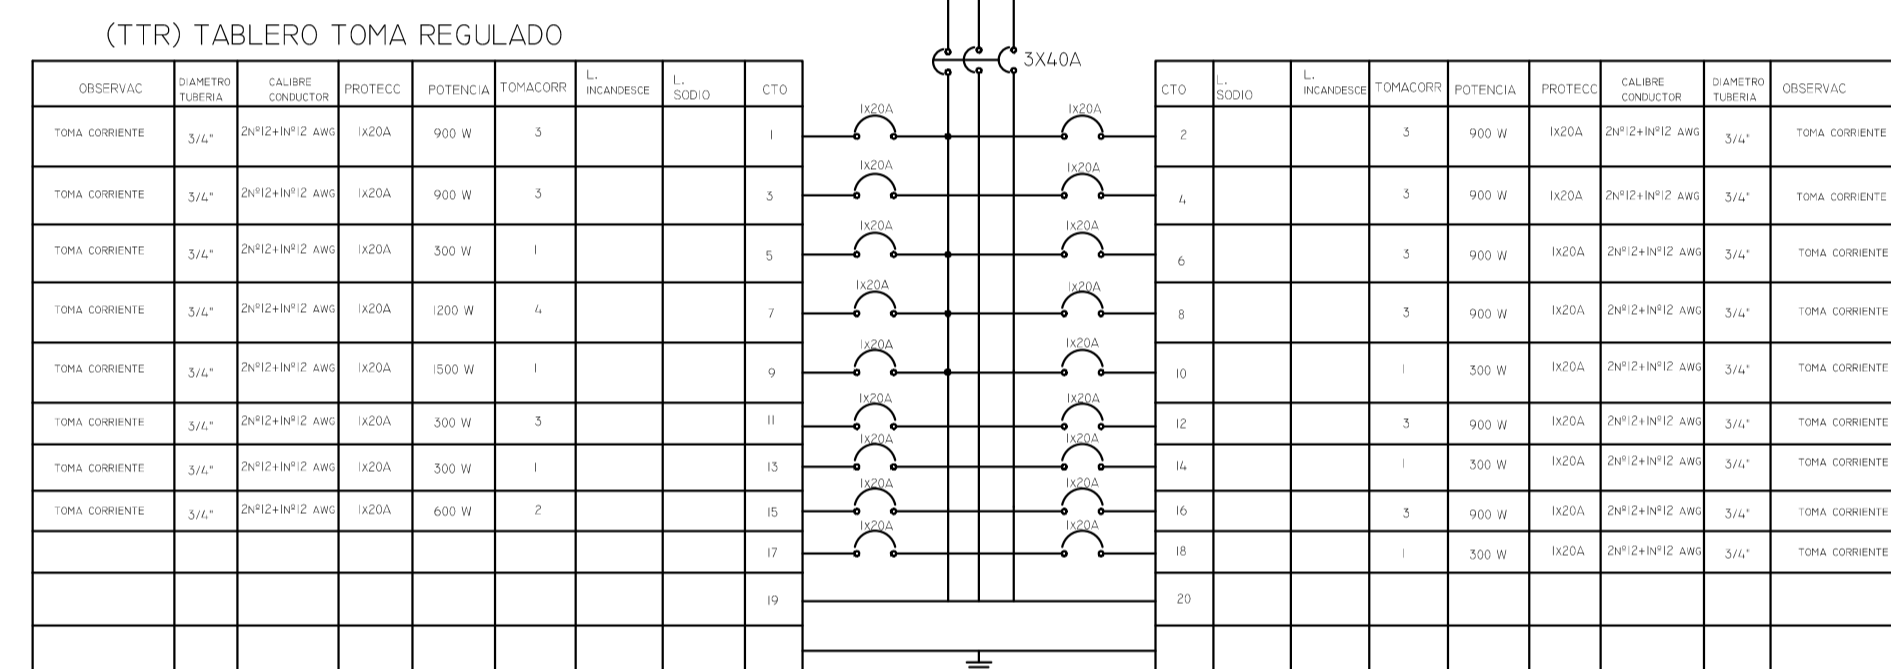 (TTR) TABLERO TOMA REGULADO
3X40A
OBSERVAC DIAMETRO TUBERIA CALIBRE CONDUCTOR PROTECC POTENCIA TOMACORR L. INCANDESCE L. SODIO CTO
TOMA CORRIENTE 3/4" 2Nº12+1Nº12 AWG 1X20A 900 W 3 1
TOMA CORRIENTE 3/4" 2Nº12+1Nº12 AWG 1X20A 900 W 3 3
TOMA CORRIENTE 3/4" 2Nº12+1Nº12 AWG 1X20A 300 W 1 5
TOMA CORRIENTE 3/4" 2Nº12+1Nº12 AWG 1X20A 1200 W 4 7
TOMA CORRIENTE 3/4" 2Nº12+1Nº12 AWG 1X20A 1500 W 1 9
TOMA CORRIENTE 3/4" 2Nº12+1Nº12 AWG 1X20A 300 W 3 11
TOMA CORRIENTE 3/4" 2Nº12+1Nº12 AWG 1X20A 300 W 1 13
TOMA CORRIENTE 3/4" 2Nº12+1Nº12 AWG 1X20A 600 W 2 15
17
19
1X20A 1X20A
1X20A 1X20A
1X20A 1X20A
1X20A 1X20A
1X20A 1X20A
1X20A 1X20A
1X20A 1X20A
1X20A 1X20A
1X20A 1X20A
CTO L. SODIO L. INCANDESCE TOMACORR POTENCIA PROTECC CALIBRE CONDUCTOR DIAMETRO TUBERIA OBSERVAC
2 3 900 W 1X20A 2Nº12+1Nº12 AWG 3/4" TOMA CORRIENTE
4 3 900 W 1X20A 2Nº12+1Nº12 AWG 3/4" TOMA CORRIENTE
6 3 900 W 1X20A 2Nº12+1Nº12 AWG 3/4" TOMA CORRIENTE
8 3 900 W 1X20A 2Nº12+1Nº12 AWG 3/4" TOMA CORRIENTE
10 1 300 W 1X20A 2Nº12+1Nº12 AWG 3/4" TOMA CORRIENTE
12 3 900 W 1X20A 2Nº12+1Nº12 AWG 3/4" TOMA CORRIENTE
14 1 300 W 1X20A 2Nº12+1Nº12 AWG 3/4" TOMA CORRIENTE
16 3 900 W 1X20A 2Nº12+1Nº12 AWG 3/4" TOMA CORRIENTE
18 1 300 W 1X20A 2Nº12+1Nº12 AWG 3/4" TOMA CORRIENTE
20